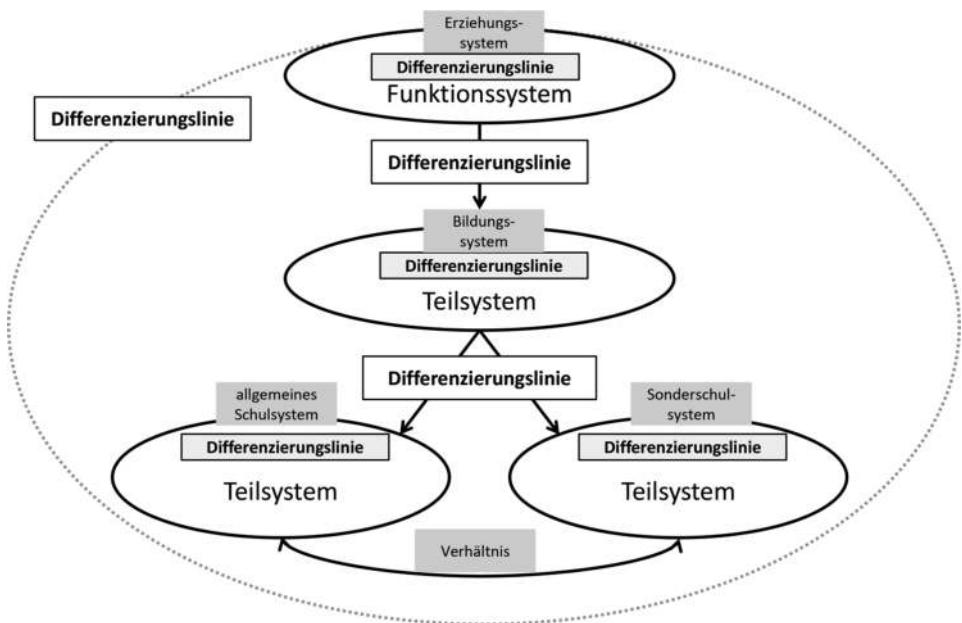 Erziehungs-
system
Differenzierungslinie
Funktionssystem
Differenzierungslinie
Differenzierungslinie
Bildungs-
system
Differenzierungslinie
Teilsystem
Differenzierungslinie
allgemeines
Schulsystem
Differenzierungslinie
Teilsystem
Sonderschul-
system
Differenzierungslinie
Teilsystem
Verhältnis